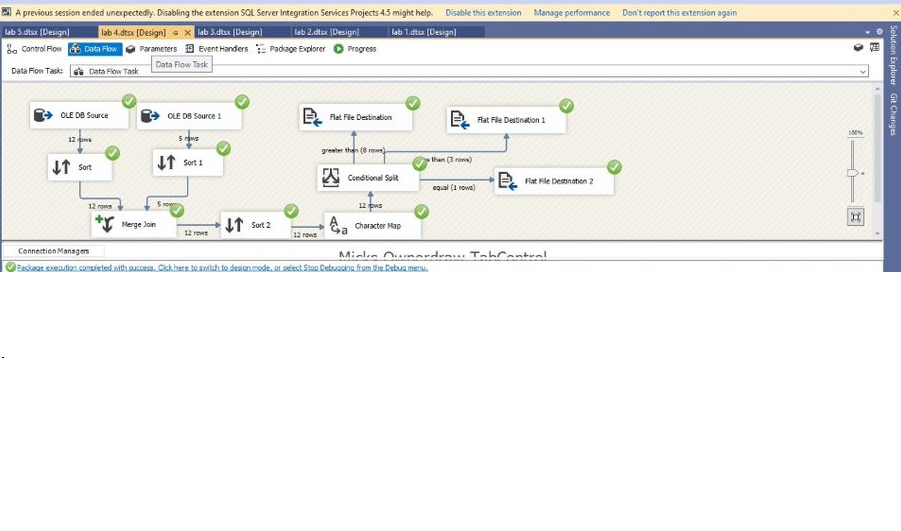 A previous session ended unexpectedly. Disabling the extension SQL Server Integration Services Projects 4.5 might help. Disable this extension Manage performance Don't report this extension again
lab 5.dtsx [Design] lab 4.dtsx [Design] lab 3.dtsx [Design] lab 2.dtsx [Design] lab 1.dtsx [Design]
Control Flow Data Flow Parameters Event Handlers Package Explorer Progress
Data Flow Task: Data Flow Task
Data Flow Task
OLE DB Source OLE DB Source 1 Flat File Destination Flat File Destination 1
12 rows 5 rows
greater than (8 rows) than (3 rows)
Sort Sort 1 Conditional Split Flat File Destination 2
equal (1 rows)
12 rows 5 rows 12 rows
Merge Join 12 rows Sort 2 12 rows Character Map
100%
Connection Managers
Micks Ownerdraw TabControl
Package execution completed with success. Click here to switch to design mode, or select Stop Debugging from the Debug menu.
Solution Explorer
Git Changes